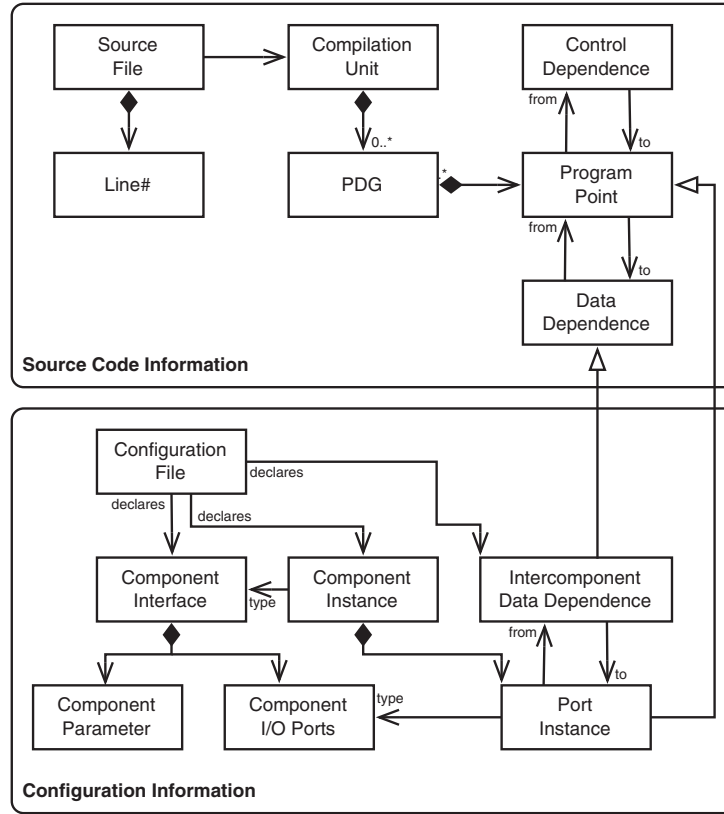 Source
File
Compilation
Unit
Control
Dependence
from
to
0..*
Line#
PDG
.*
Program
Point
from
to
Data
Dependence
Source Code Information
Configuration
File
declares
declares
declares
Component
Interface
type
Component
Instance
Intercomponent
Data Dependence
from
to
Component
Parameter
Component
I/O Ports
type
Port
Instance
Configuration Information